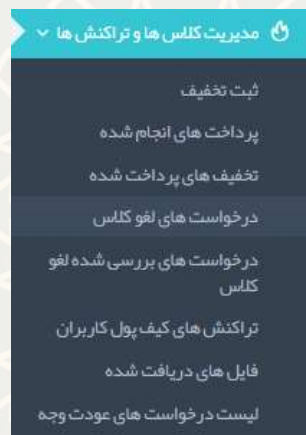 مدیریت کلاس ها و تراکنش ها
ثبت تخفیف
پرداخت های انجام شده
تخفیف های پرداخت شده
درخواست های لغو کلاس
درخواست های بررسی شده لغو
کلاس
تراکنش های کیف پول کاربران
فایل های دریافت شده
لیست درخواست های عودت وجه